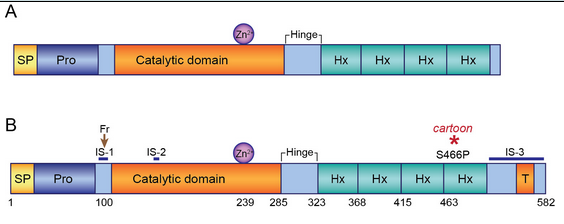 A
Zn²⁺
Hinge
SP Pro Catalytic domain Hx Hx Hx Hx
B
Fr
cartoon
*
IS-1 IS-2 Zn²⁺ Hinge S466P IS-3
SP Pro Catalytic domain Hx Hx Hx Hx T
1 100 239 285 323 368 415 463 582